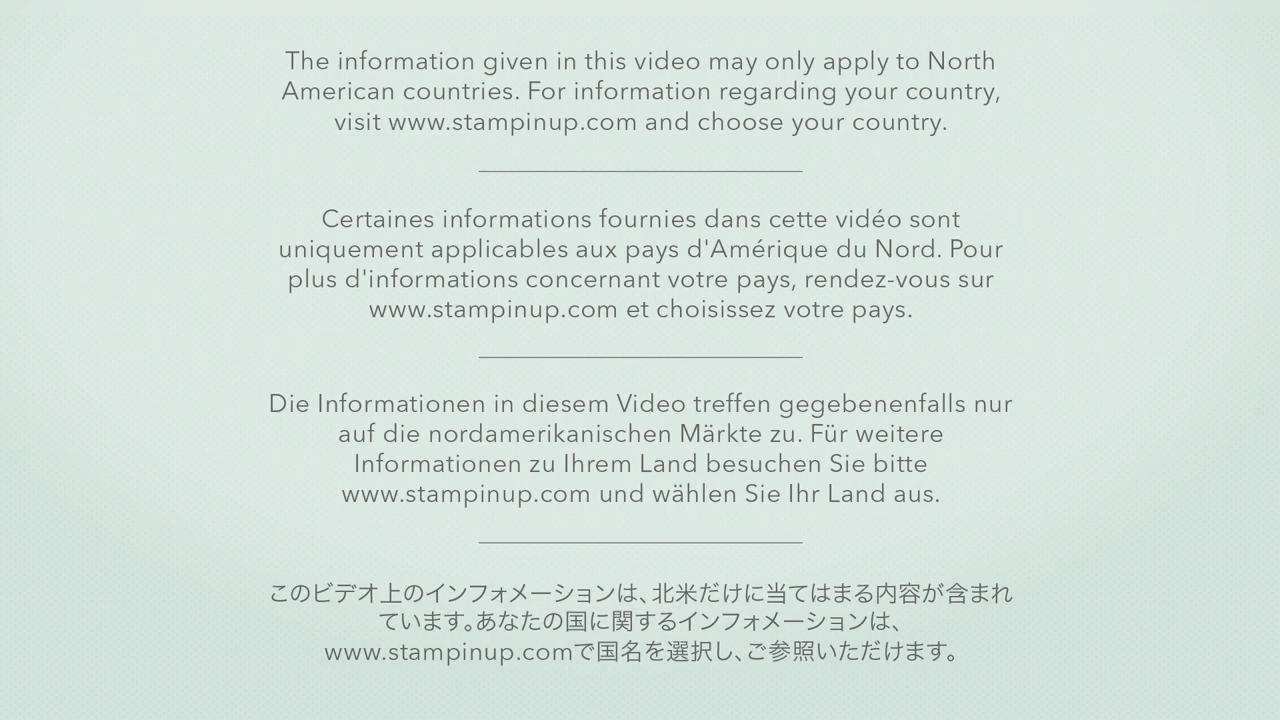 The information given in this video may only apply to North
American countries. For information regarding your country,
visit www.stampinup.com and choose your country.
Certaines informations fournies dans cette vidéo sont
uniquement applicables aux pays d'Amérique du Nord. Pour
plus d'informations concernant votre pays, rendez-vous sur
www.stampinup.com et choisissez votre pays.
Die Informationen in diesem Video treffen gegebenenfalls nur
auf die nordamerikanischen Märkte zu. Für weitere
Informationen zu Ihrem Land besuchen Sie bitte
www.stampinup.com und wählen Sie Ihr Land aus.
このビデオ上のインフォメーションは、北米だけに当てはまる内容が含まれ
ています。あなたの国に関するインフォメーションは、
www.stampinup.comで国名を選択し、ご参照いただけます。